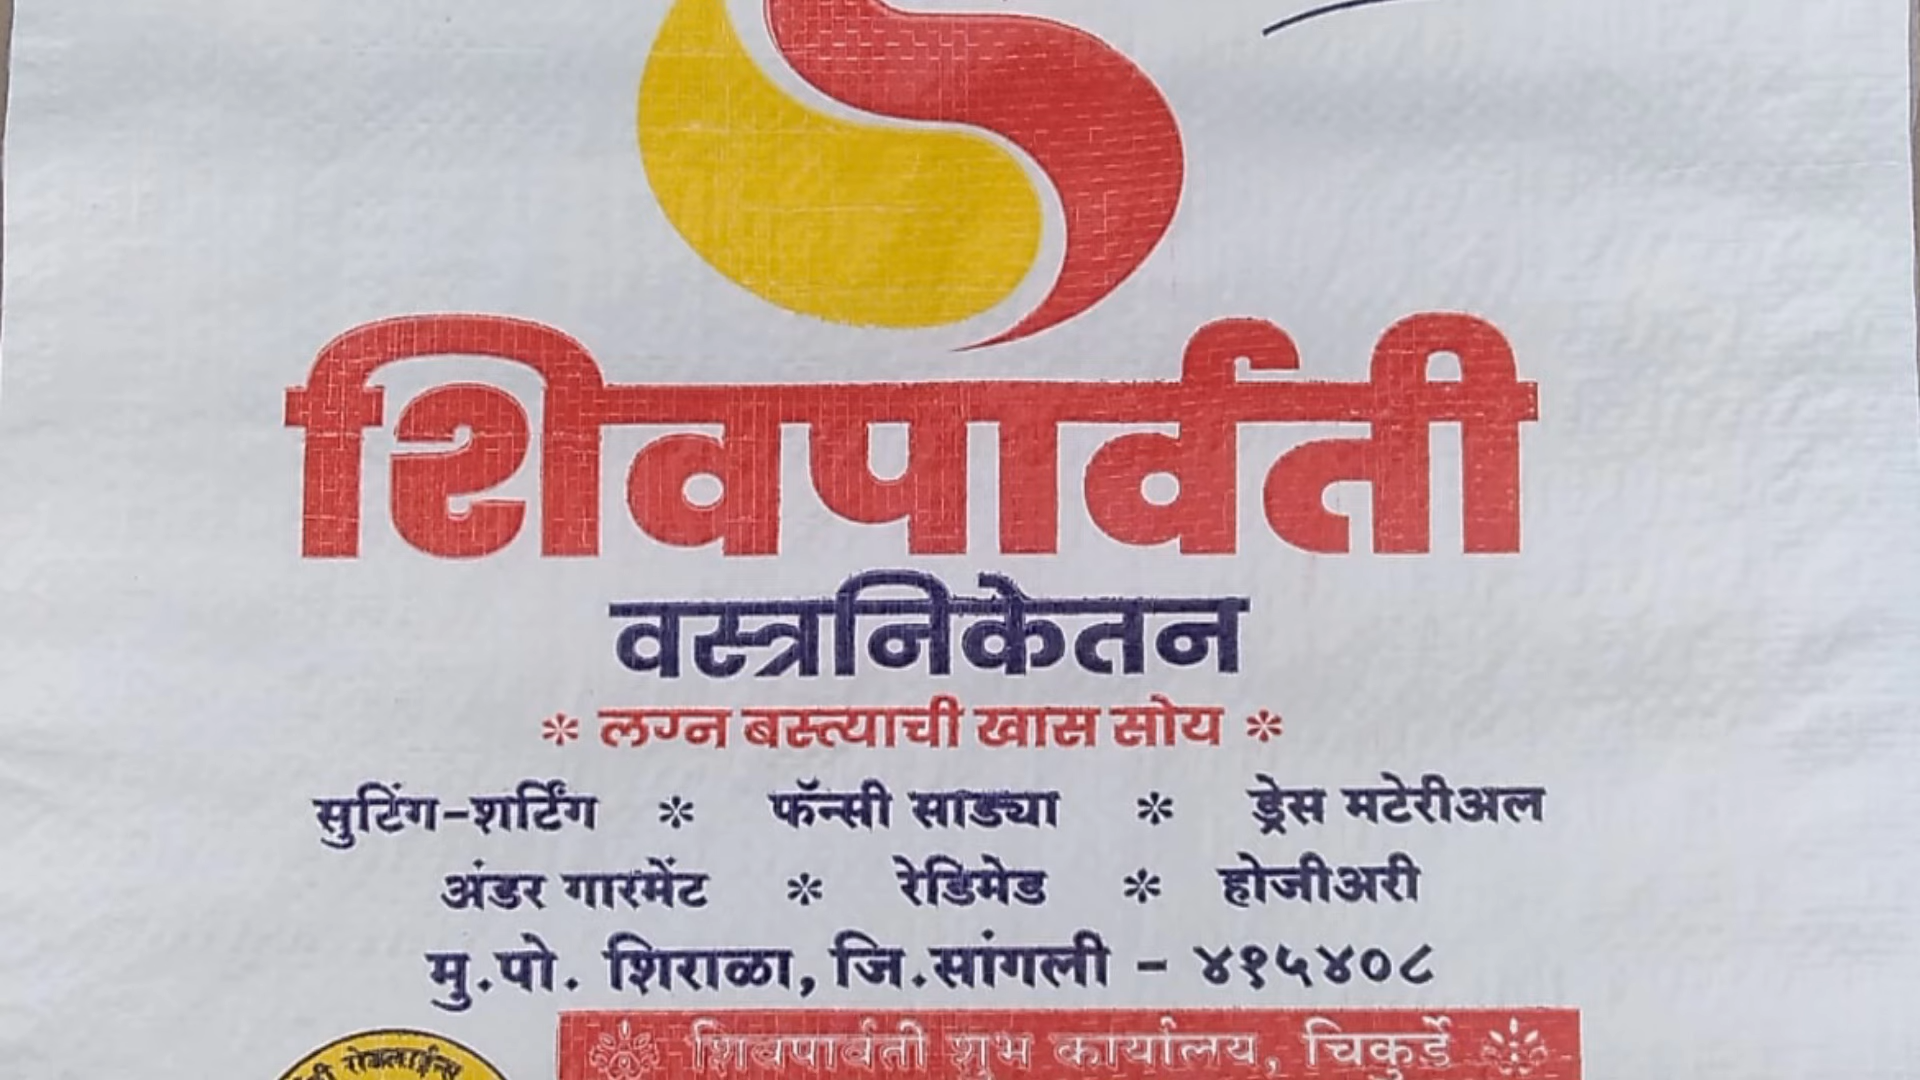 शिवपार्वती
वस्त्रनिकेतन
* लग्न बस्त्याची खास सोय *
सुटिंग-शर्टिंग * फॅन्सी साड्या * ड्रेस मटेरीअल
अंडर गारमेंट * रेडिमेड * होजीअरी
मु.पो. शिराळा, जि.सांगली - ४१५४०८
शिवपार्वती शुभ कार्यालय, चिकुर्डे